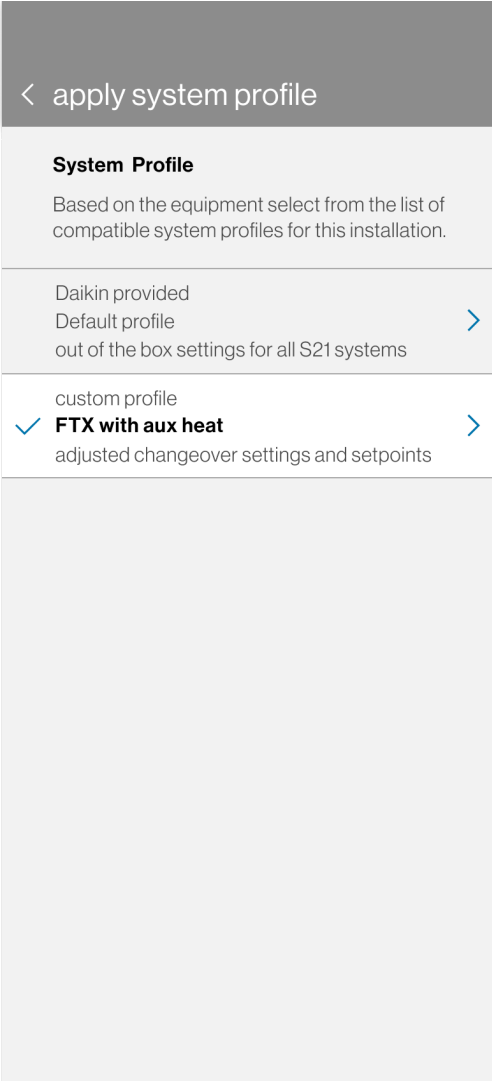 apply system profile
System Profile
Based on the equipment select from the list of
compatible system profiles for this installation.
Daikin provided
Default profile
out of the box settings for all S21 systems
custom profile
FTX with aux heat
adjusted changeover settings and setpoints